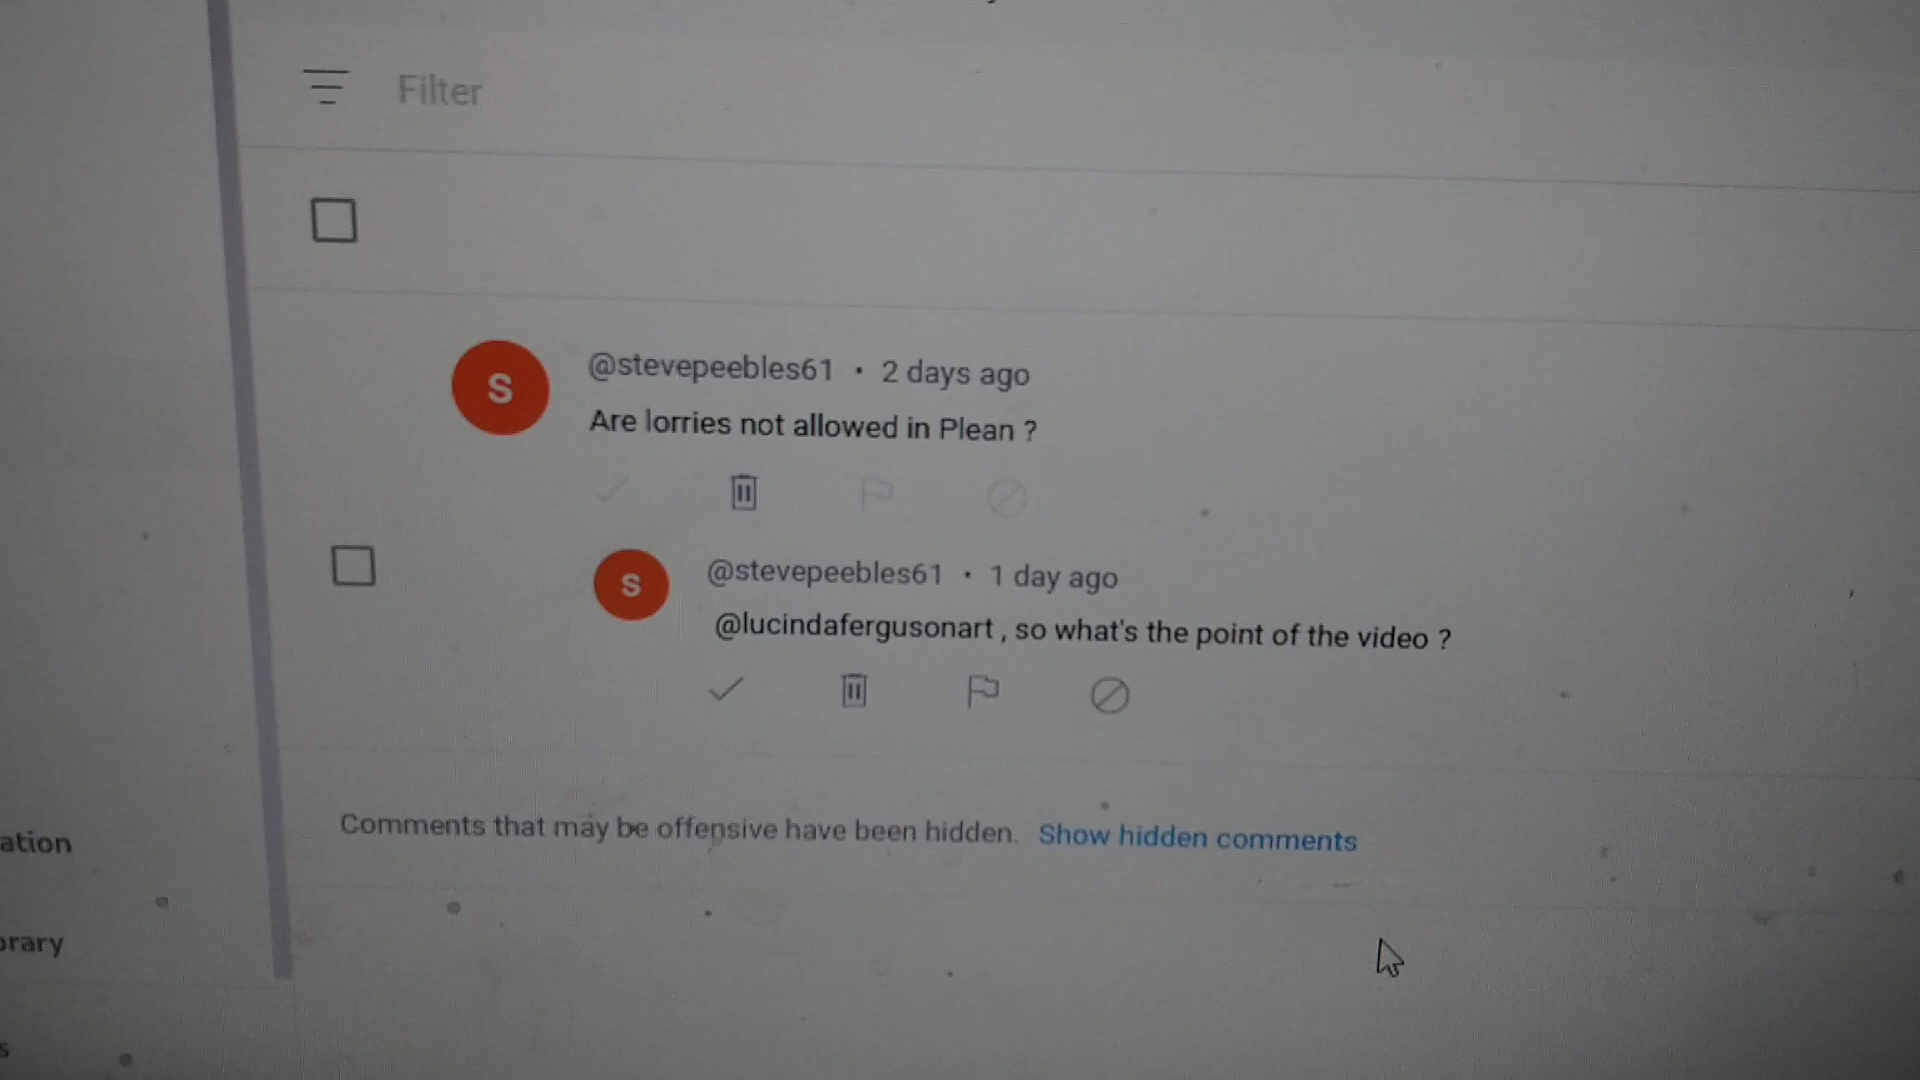 Filter
S
@stevepeebles61 · 2 days ago
Are lorries not allowed in Plean ?
S
@stevepeebles61 · 1 day ago
@lucindafergusonart , so what's the point of the video ?
Comments that may be offensive have been hidden. Show hidden comments
ation
brary
s